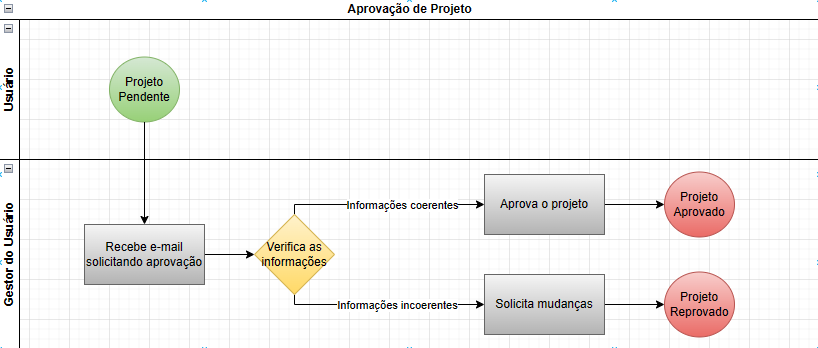 Aprovação de Projeto
Usuário
Projeto
Pendente
Gestor do Usuário
Recebe e-mail
solicitando aprovação
Verifica as
informações
Informações coerentes
Aprova o projeto
Projeto
Aprovado
Informações incoerentes
Solicita mudanças
Projeto
Reprovado